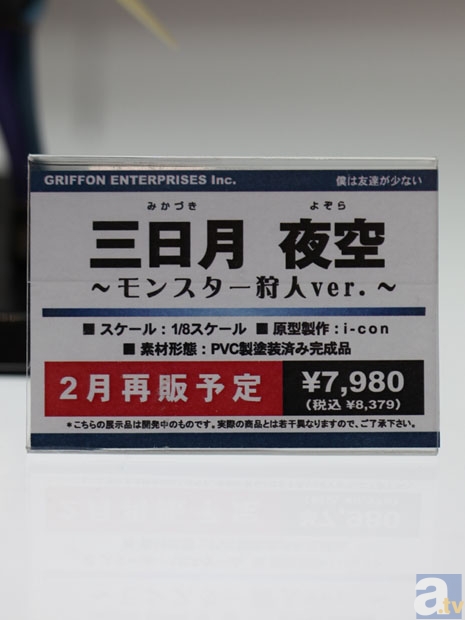 GRIFFON ENTERPRISES Inc. 僕は友達が少ない
みかづき よぞら
三日月 夜空
～モンスター狩人ver.～
■ スケール：1/8スケール ■ 原型製作：i-con
■ 素材形態：PVC製塗装済み完成品
2月再販予定 ¥7,980
（税込 ¥8,379）
＊こちらの展示品は開発中のものです。実際の商品とは若干異なりますので、ご了承下さい。
a.tv